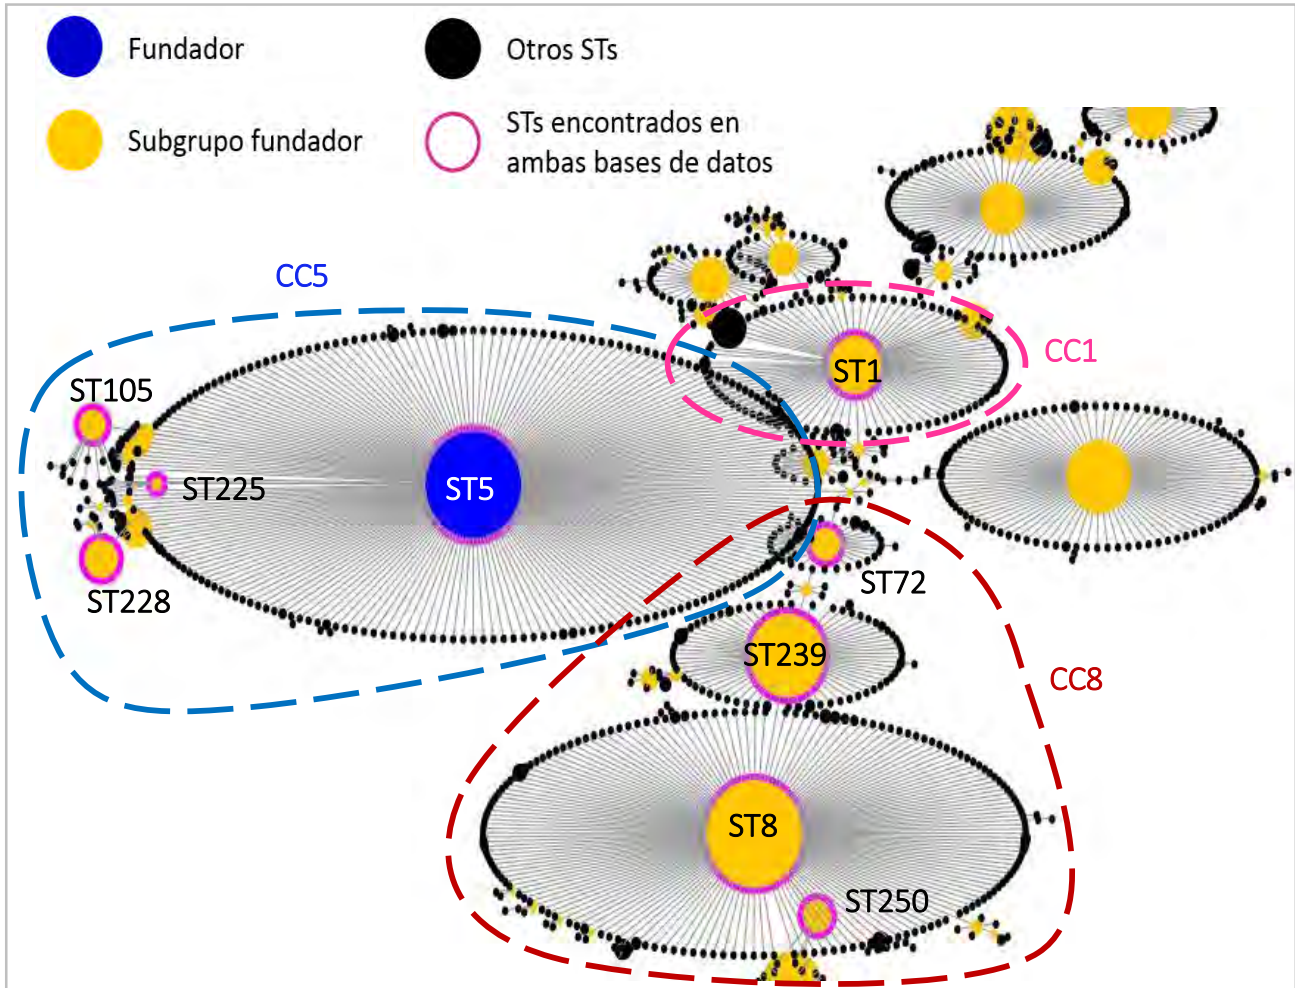 Fundador
Otros STs
Subgrupo fundador
STs encontrados en
ambas bases de datos
CC5
CC1
ST1
ST105
ST225
ST5
ST228
ST72
ST239
CC8
ST8
ST250